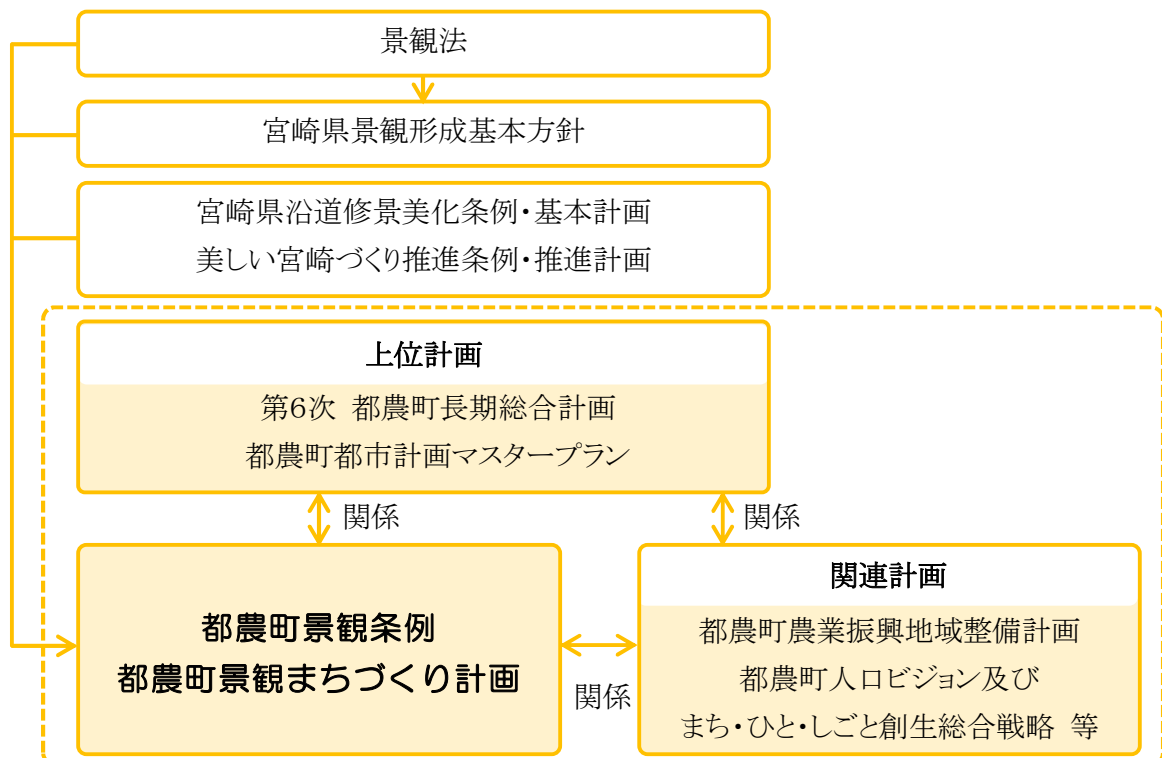 景観法
宮崎県景観形成基本方針
宮崎県沿道修景美化条例・基本計画
美しい宮崎づくり推進条例・推進計画
上位計画
第6次 都農町長期総合計画
都農町都市計画マスタープラン
関係
関係
都農町景観条例
都農町景観まちづくり計画
関係
関連計画
都農町農業振興地域整備計画
都農町人口ビジョン及び
まち・ひと・しごと創生総合戦略 等